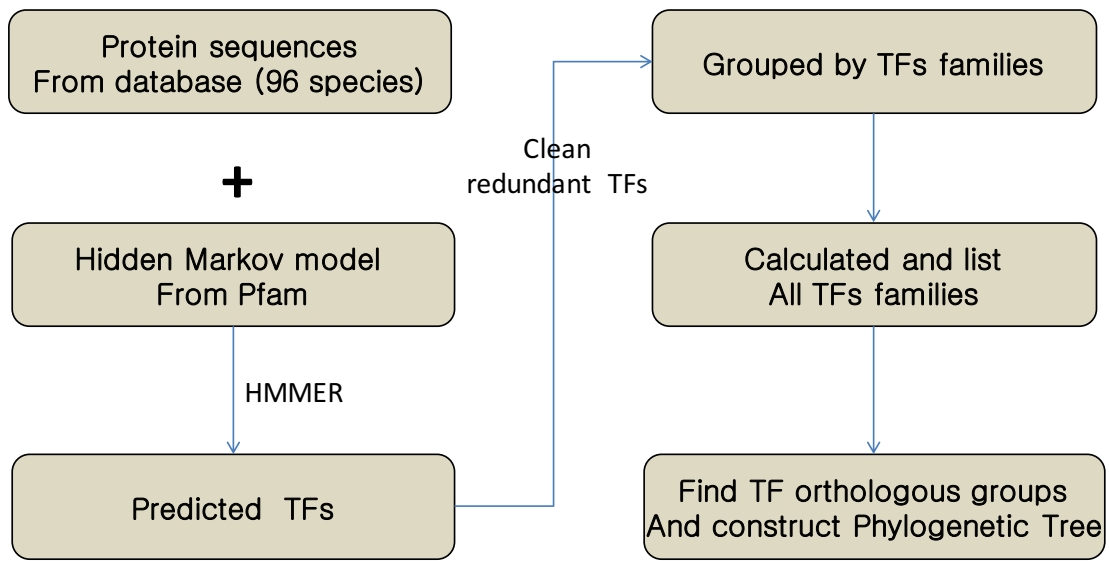 Protein sequences
From database (96 species)
+
Hidden Markov model
From Pfam
HMMER
Predicted TFs
Clean
redundant TFs
Grouped by TFs families
Calculated and list
All TFs families
Find TF orthologous groups
And construct Phylogenetic Tree